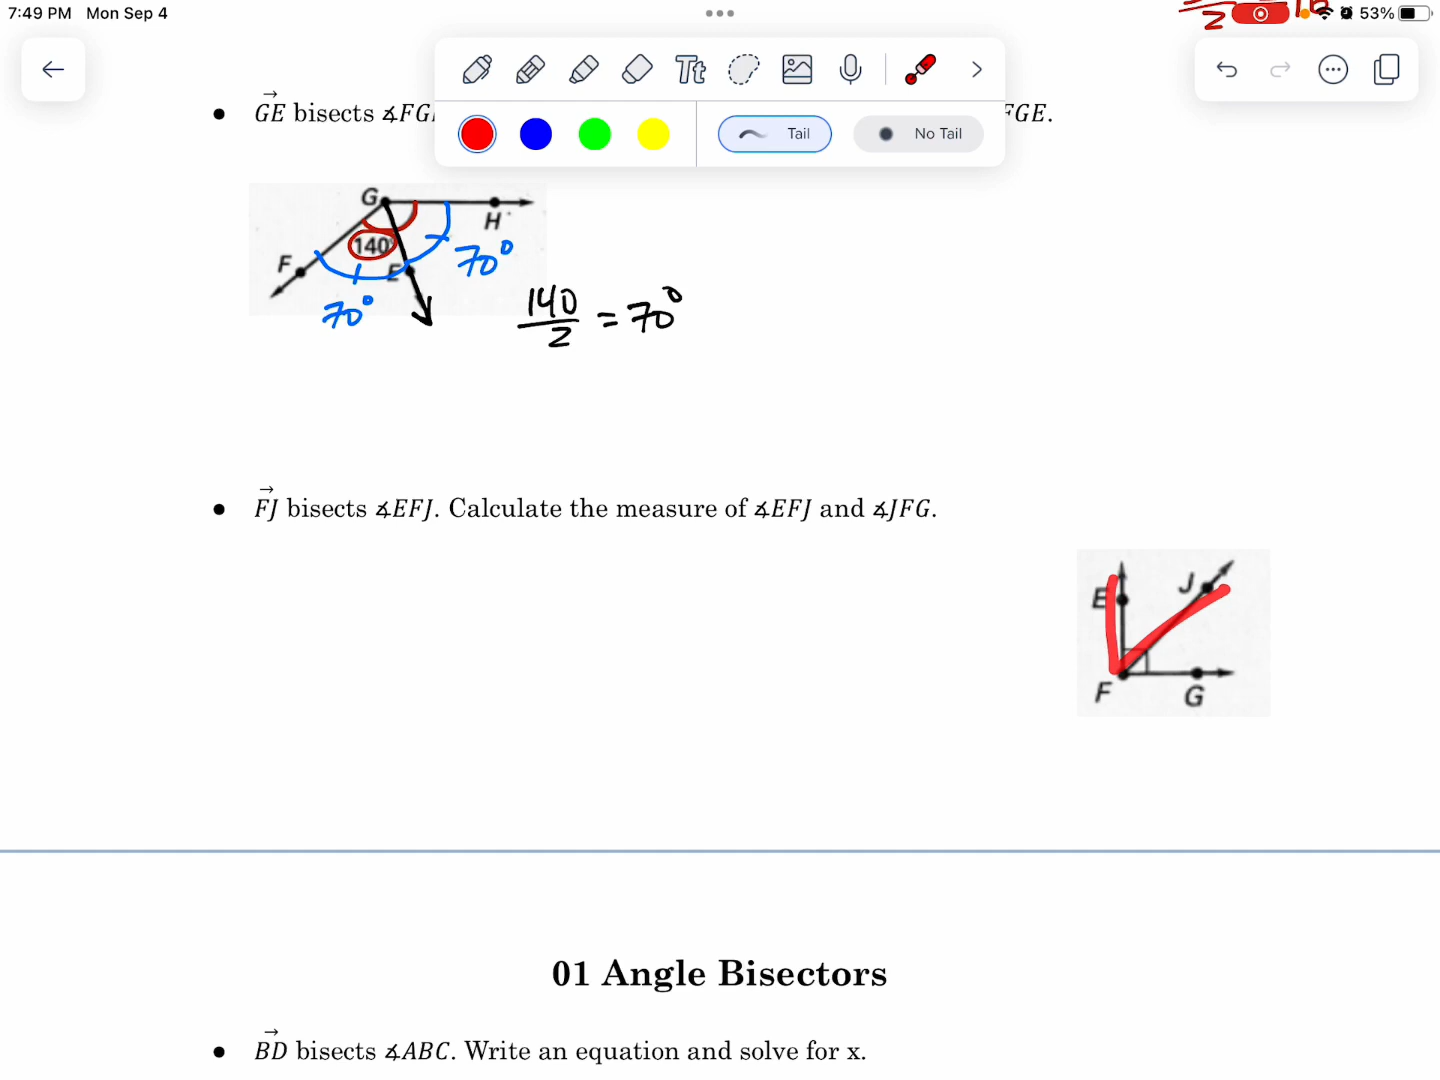 7:49 PM Mon Sep 4
53%
2
Tt
Tail
No Tail
• GE bisects ∡FG
FGE.
G
H
140
F
E
70°
70°
140/2 = 70°
• FJ bisects ∡EFJ. Calculate the measure of ∡EFJ and ∡JFG.
E
J
F
G
01 Angle Bisectors
• BD bisects ∡ABC. Write an equation and solve for x.